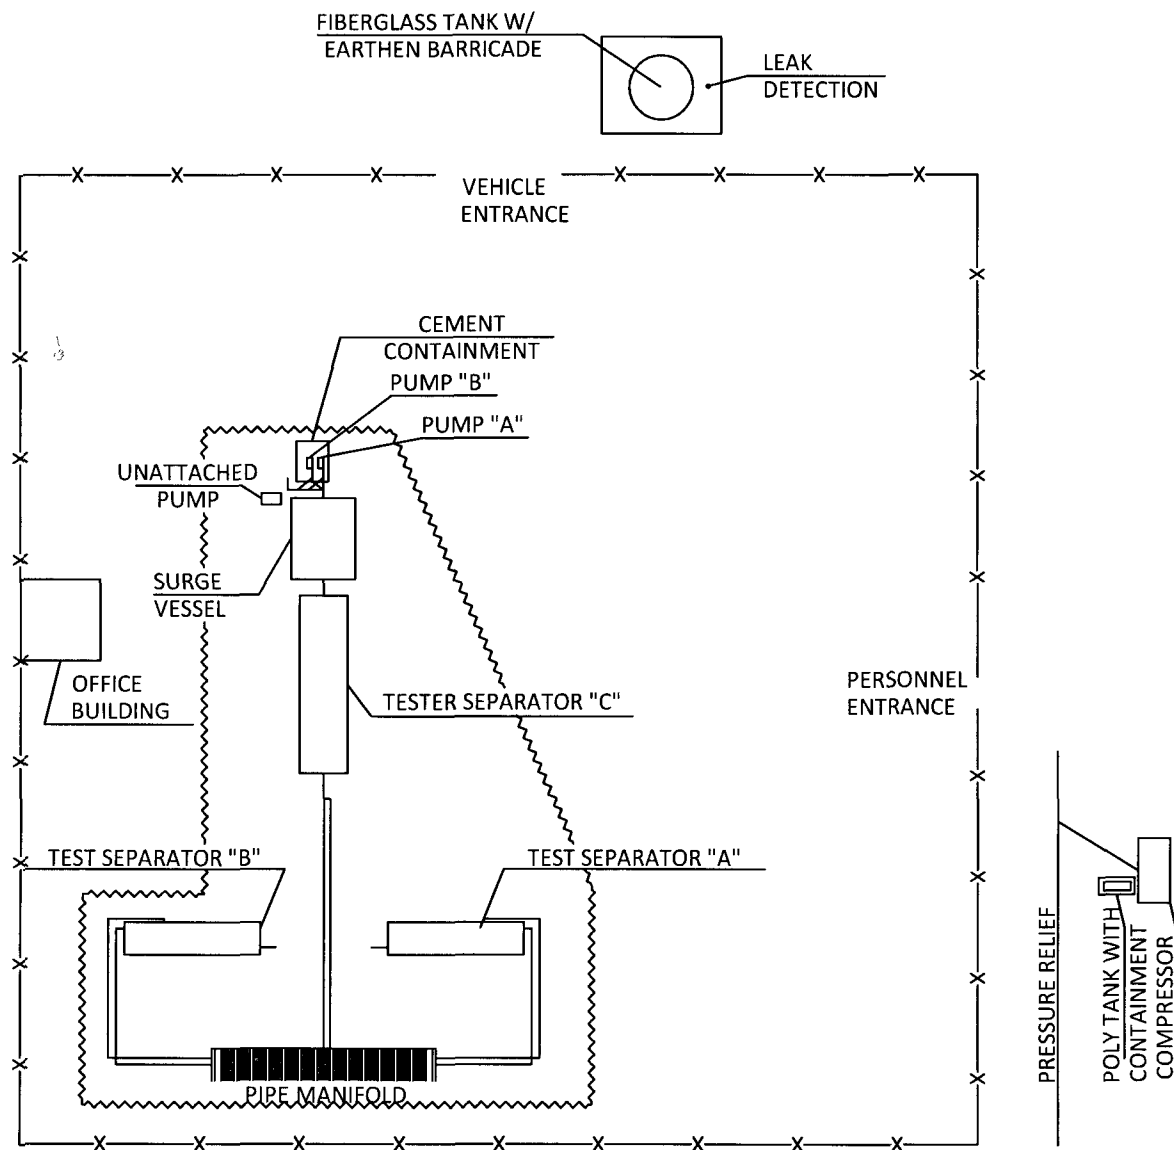 FIBERGLASS TANK W/
EARTHEN BARRICADE
LEAK
DETECTION
VEHICLE
ENTRANCE
CEMENT
CONTAINMENT
PUMP "B"
PUMP "A"
UNATTACHED
PUMP
SURGE
VESSEL
OFFICE
BUILDING
TESTER SEPARATOR "C"
PERSONNEL
ENTRANCE
TEST SEPARATOR "B"
TEST SEPARATOR "A"
PIPE MANIFOLD
PRESSURE RELIEF
POLY TANK WITH
CONTAINMENT
COMPRESSOR